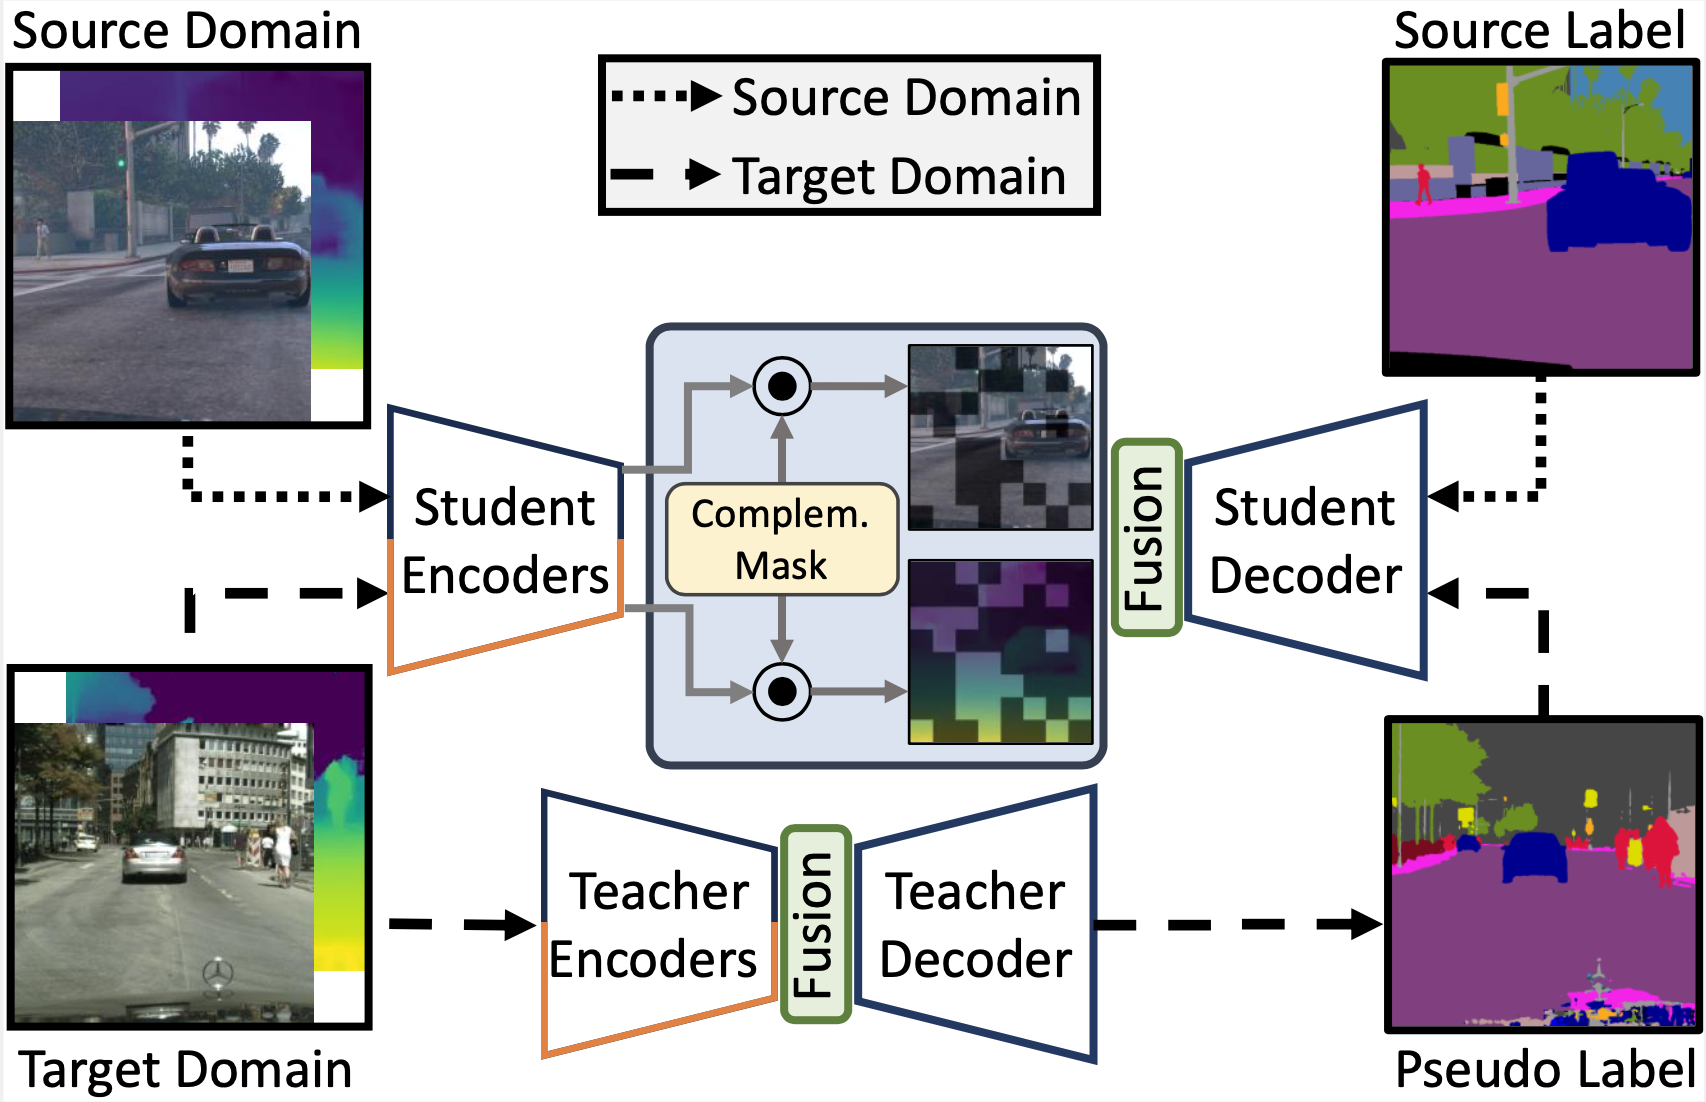 Source Domain
Source Label
Source Domain
Target Domain
Student
Encoders
Complem.
Mask
Fusion
Student
Decoder
Teacher
Encoders
Fusion
Teacher
Decoder
Target Domain
Pseudo Label